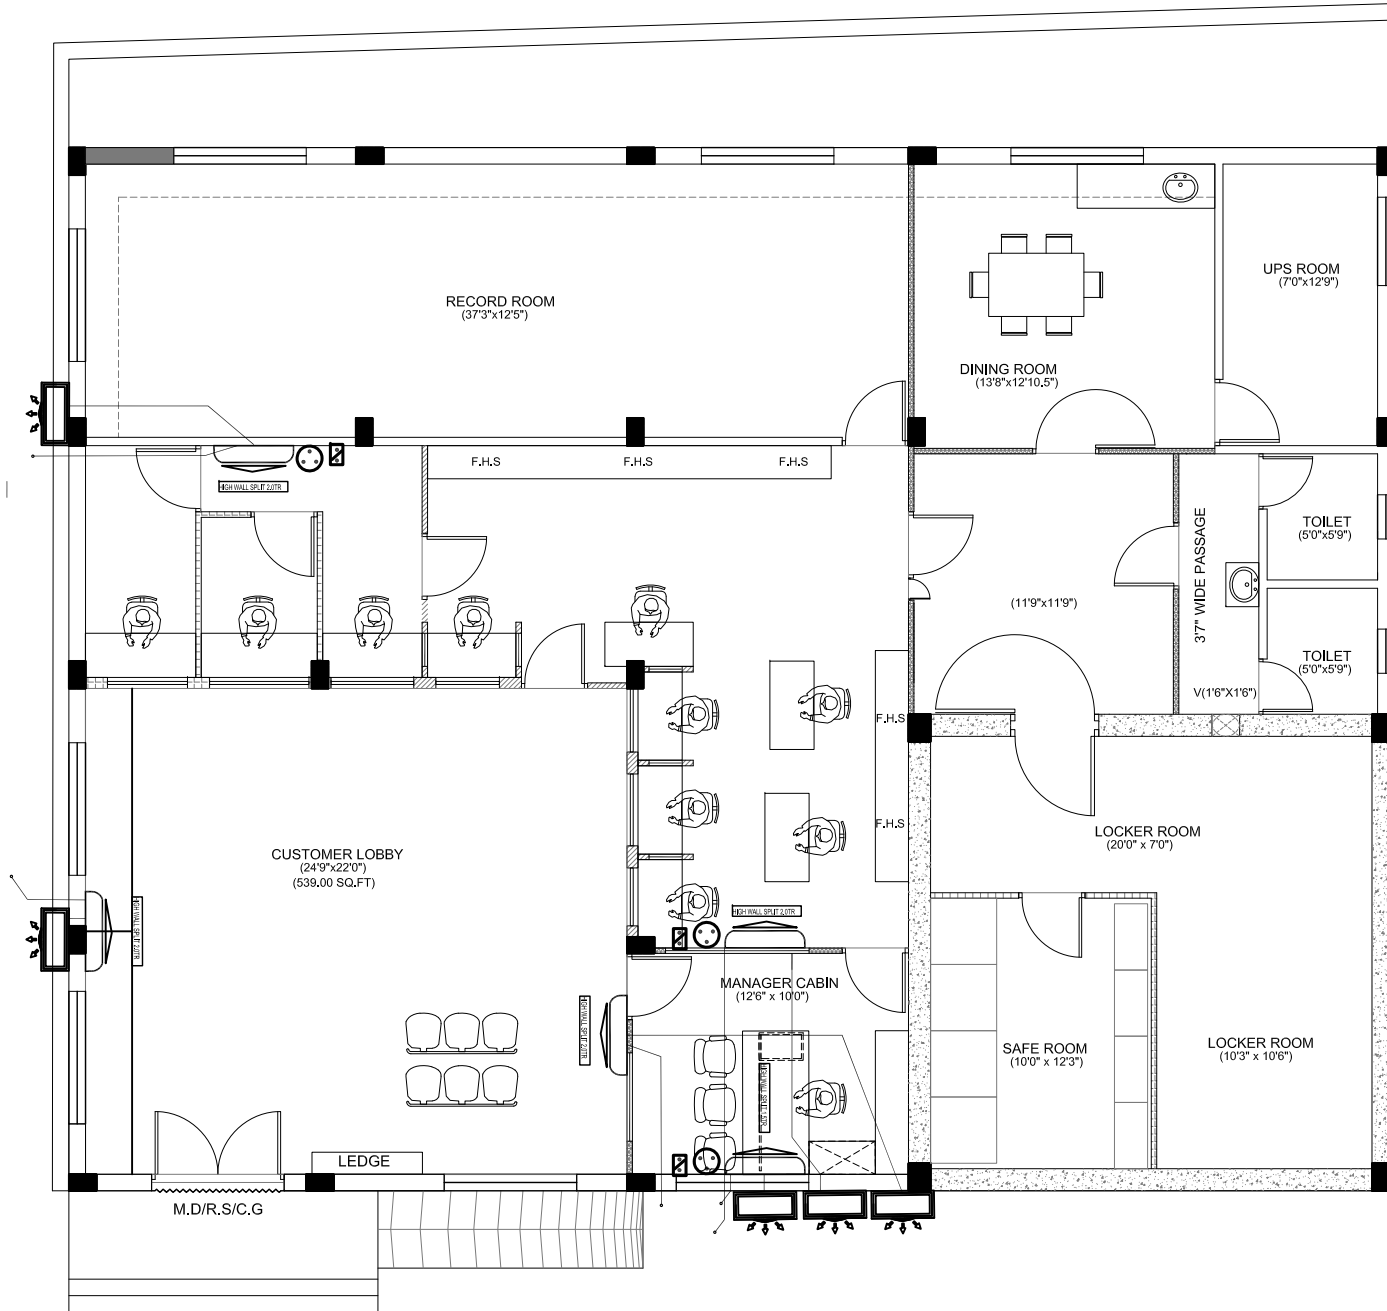 RECORD ROOM
(37'3"x12'5")
UPS ROOM
(7'0"x12'9")
DINING ROOM
(13'8"x12'10.5")
F.H.S
F.H.S
F.H.S
HIGH WALL SPLIT 2.0TR
TOILET
(5'0"x5'9")
3'7" WIDE PASSAGE
(11'9"x11'9")
TOILET
(5'0"x5'9")
V(1'6"X1'6")
F.H.S
F.H.S
LOCKER ROOM
(20'0" x 7'0")
CUSTOMER LOBBY
(24'9"x22'0")
(539.00 SQ.FT)
HIGH WALL SPLIT 2.0TR
HIGH WALL SPLIT 2.0TR
MANAGER CABIN
(12'6" x 10'0")
HIGH WALL SPLIT 2.0TR
HIGH WALL SPLIT 1.5TR
SAFE ROOM
(10'0" x 12'3")
LOCKER ROOM
(10'3" x 10'6")
LEDGE
M.D/R.S/C.G